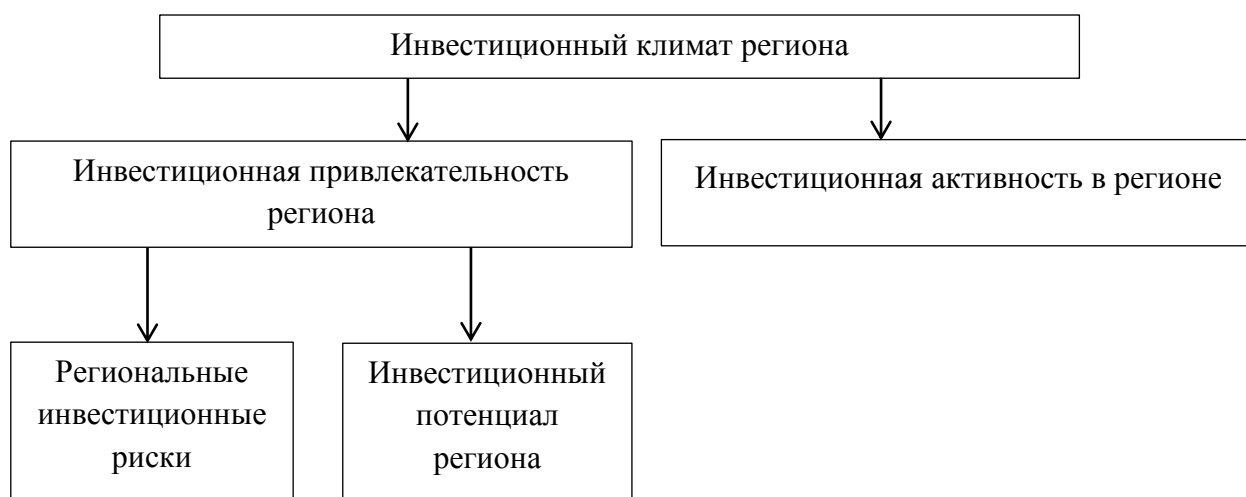 Инвестиционный климат региона
Инвестиционная привлекательность
региона
Инвестиционная активность в регионе
Региональные
инвестиционные
риски
Инвестиционный
потенциал
региона